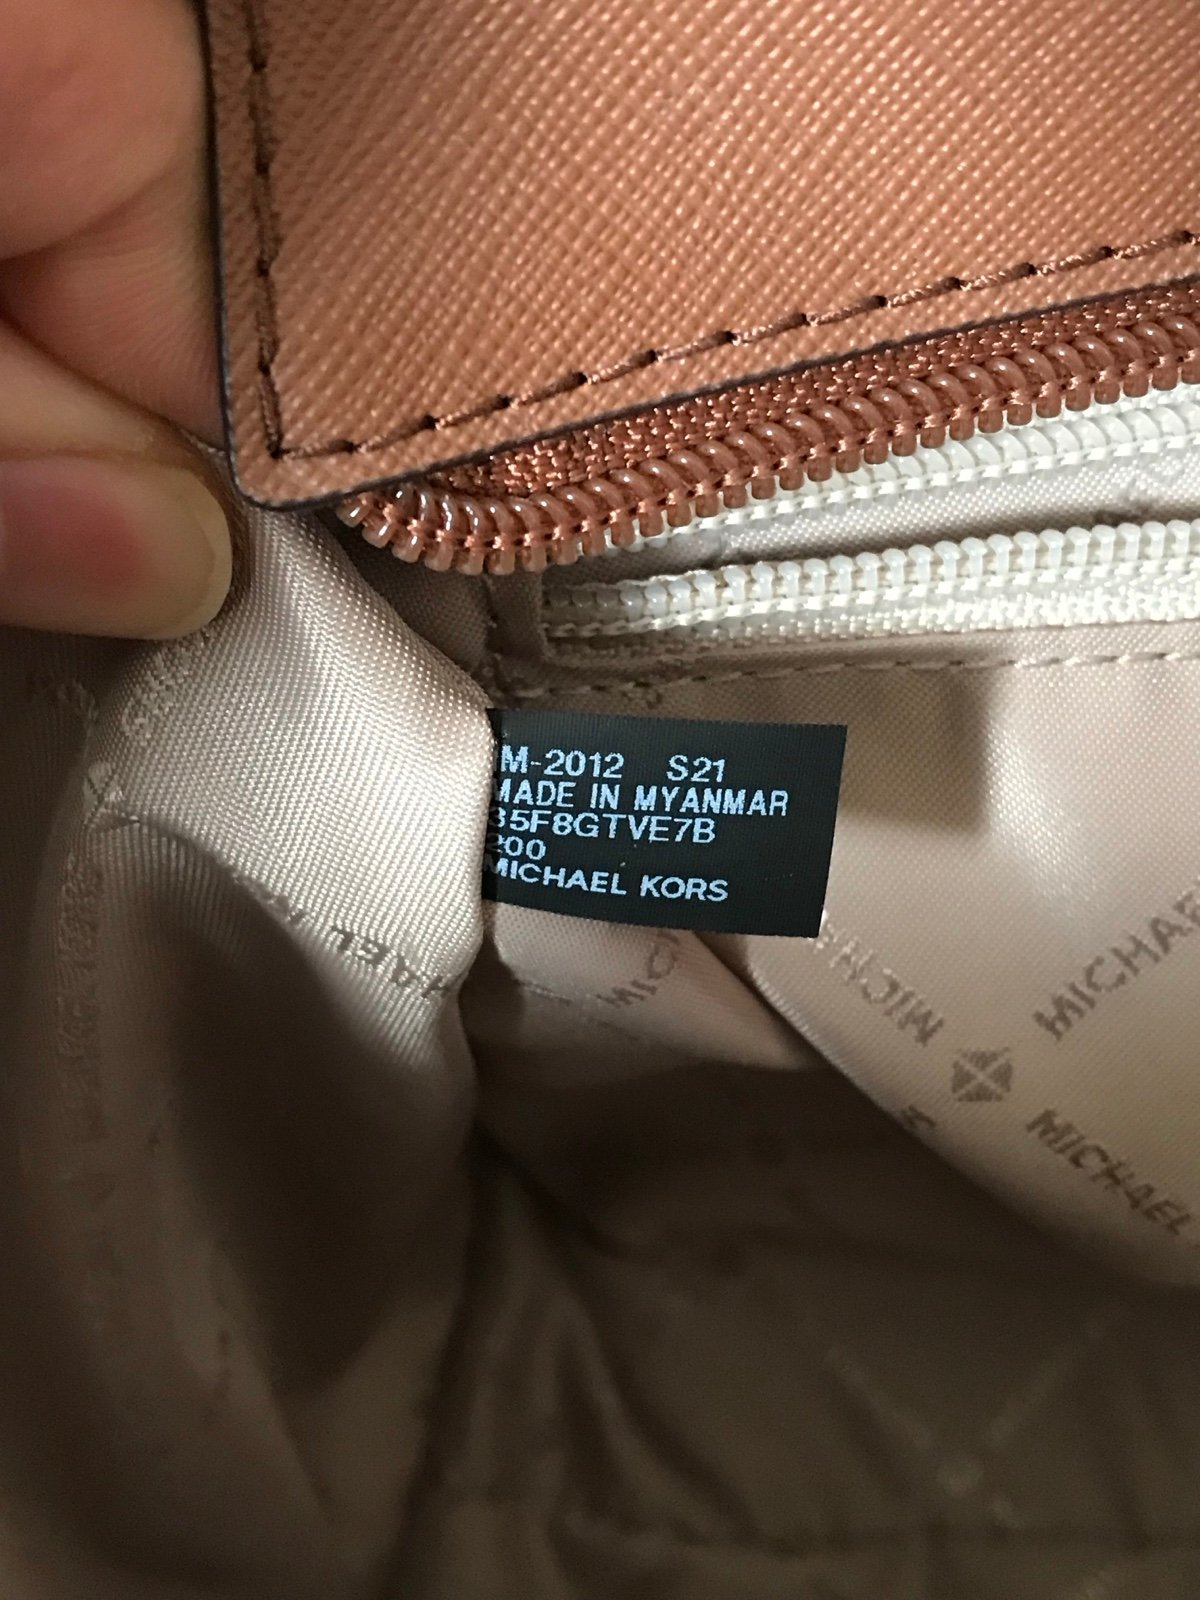 M-2012 S21
MADE IN MYANMAR
35F8GTVE7B
200
MICHAEL KORS
MICHAEL